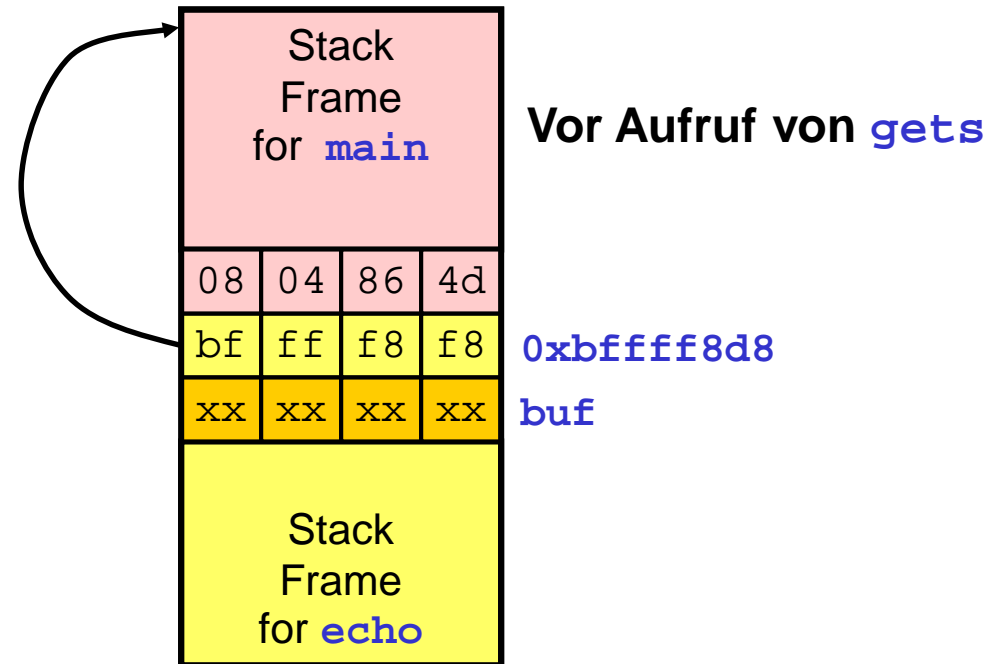 Stack
Frame
for main
Vor Aufruf von gets
08 04 86 4d
bf ff f8 f8 0xbffff8d8
xx xx xx xx buf
Stack
Frame
for echo